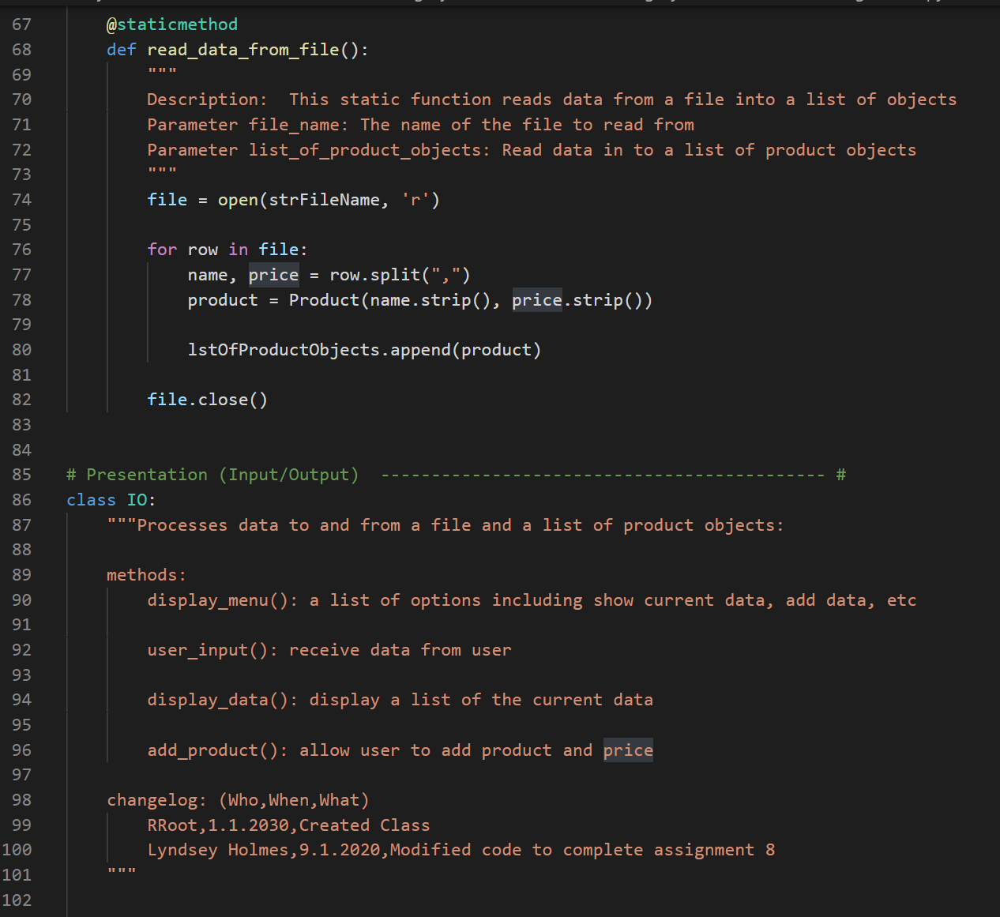 67 @staticmethod
68 def read_data_from_file():
69 """
70 Description:  This static function reads data from a file into a list of objects
71 Parameter file_name: The name of the file to read from
72 Parameter list_of_product_objects: Read data in to a list of product objects
73 """
74 file = open(strFileName, 'r')
75
76 for row in file:
77 name, price = row.split(",")
78 product = Product(name.strip(), price.strip())
79
80 lstOfProductObjects.append(product)
81
82 file.close()
83
84
85 # Presentation (Input/Output)  -------------------------------------------- #
86 class IO:
87 """Processes data to and from a file and a list of product objects:
88
89 methods:
90 display_menu(): a list of options including show current data, add data, etc
91
92 user_input(): receive data from user
93
94 display_data(): display a list of the current data
95
96 add_product(): allow user to add product and price
97
98 changelog: (Who,When,What)
99 RRoot,1.1.2030,Created Class
100 Lyndsey Holmes,9.1.2020,Modified code to complete assignment 8
101 """
102